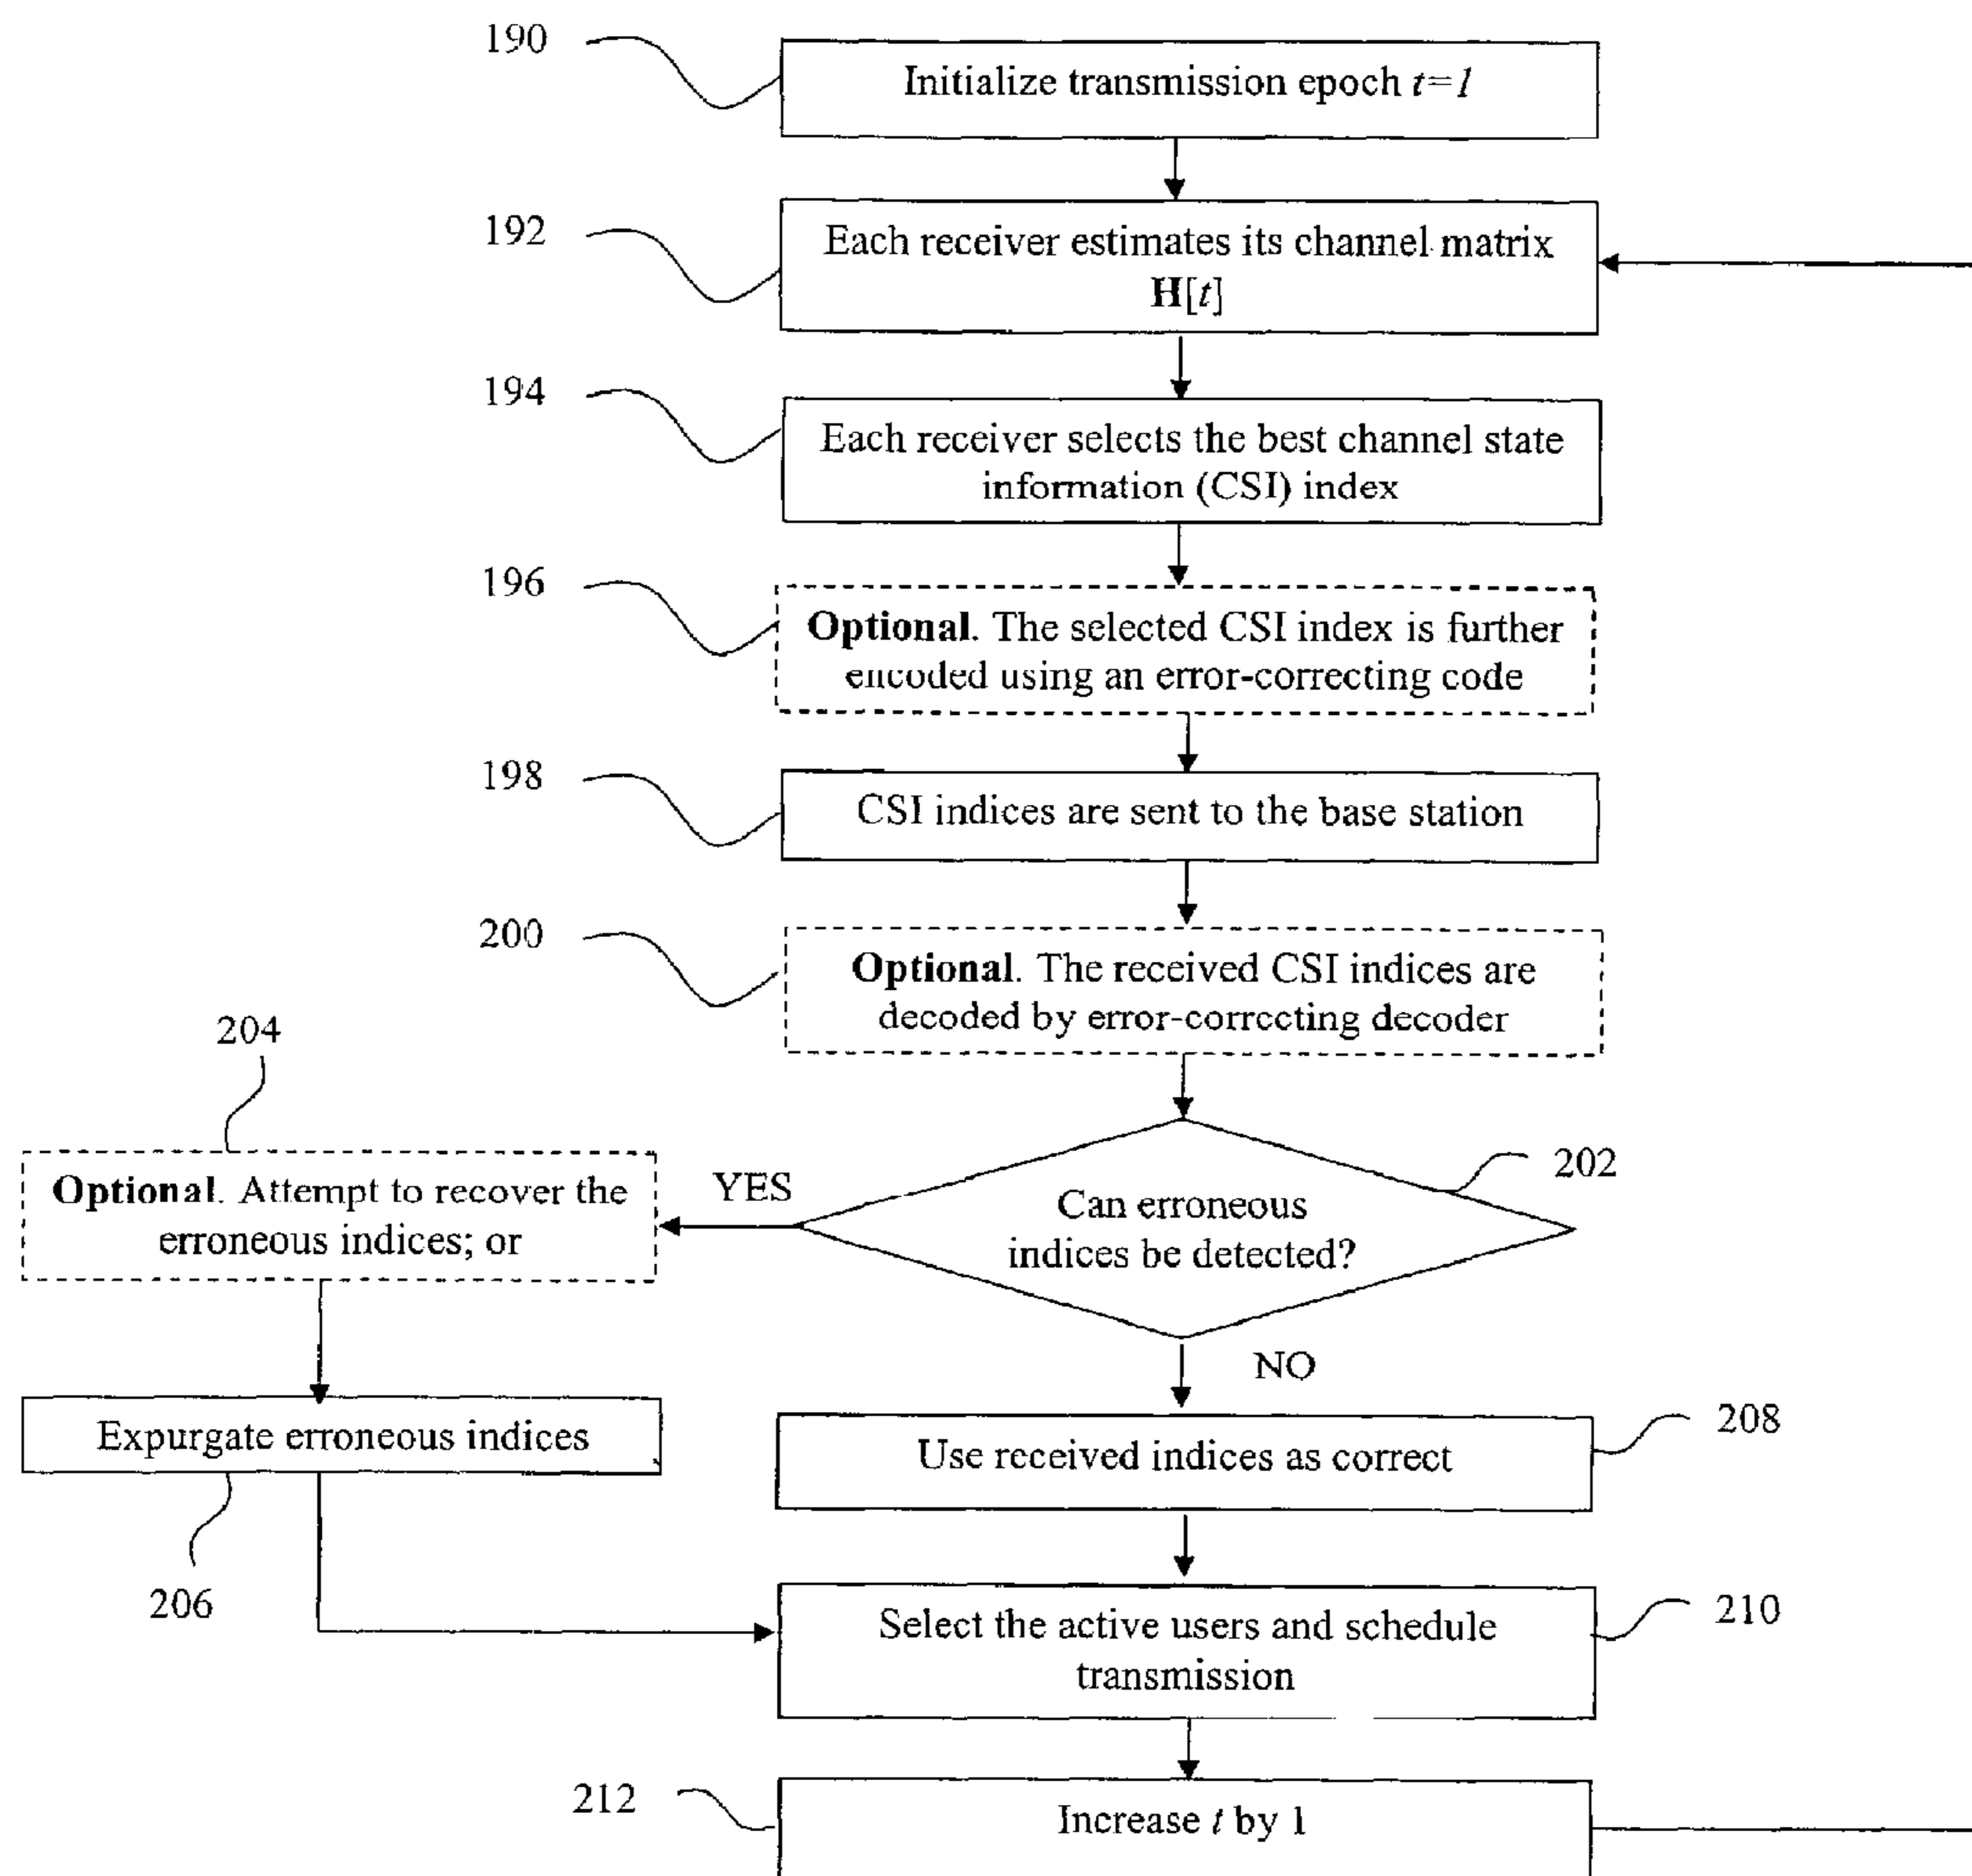 190
Initialize transmission epoch t=1
192
Each receiver estimates its channel matrix
H[t]
194
Each receiver selects the best channel state
information (CSI) index
196
Optional. The selected CSI index is further
encoded using an error-correcting code
198
CSI indices are sent to the base station
200
Optional. The received CSI indices are
decoded by error-correcting decoder
204
Optional. Attempt to recover the
erroneous indices; or
YES
202
Can erroneous
indices be detected?
NO
Expurgate erroneous indices
206
208
Use received indices as correct
210
Select the active users and schedule
transmission
212
Increase t by 1